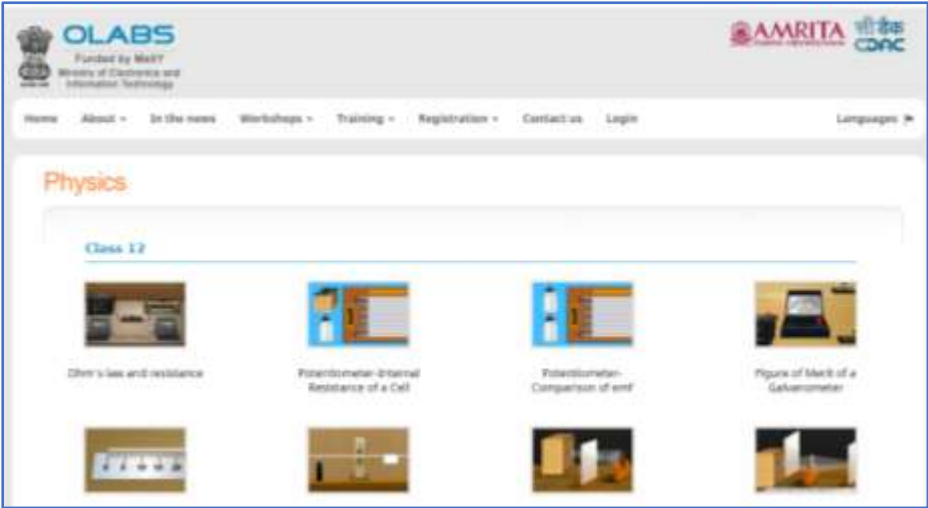 OLABS
Funded by MeitY
Ministry of Electronics and
Information Technology
AMRITA
सी डैक
CDAC
Home About In the news Workshops Training Registration Contact us Login Languages
Physics
Class 12
Ohm's law and resistance
Potentiometer-Internal
Resistance of a Cell
Potentiometer-
Comparison of emf
Figure of Merit of a
Galvanometer